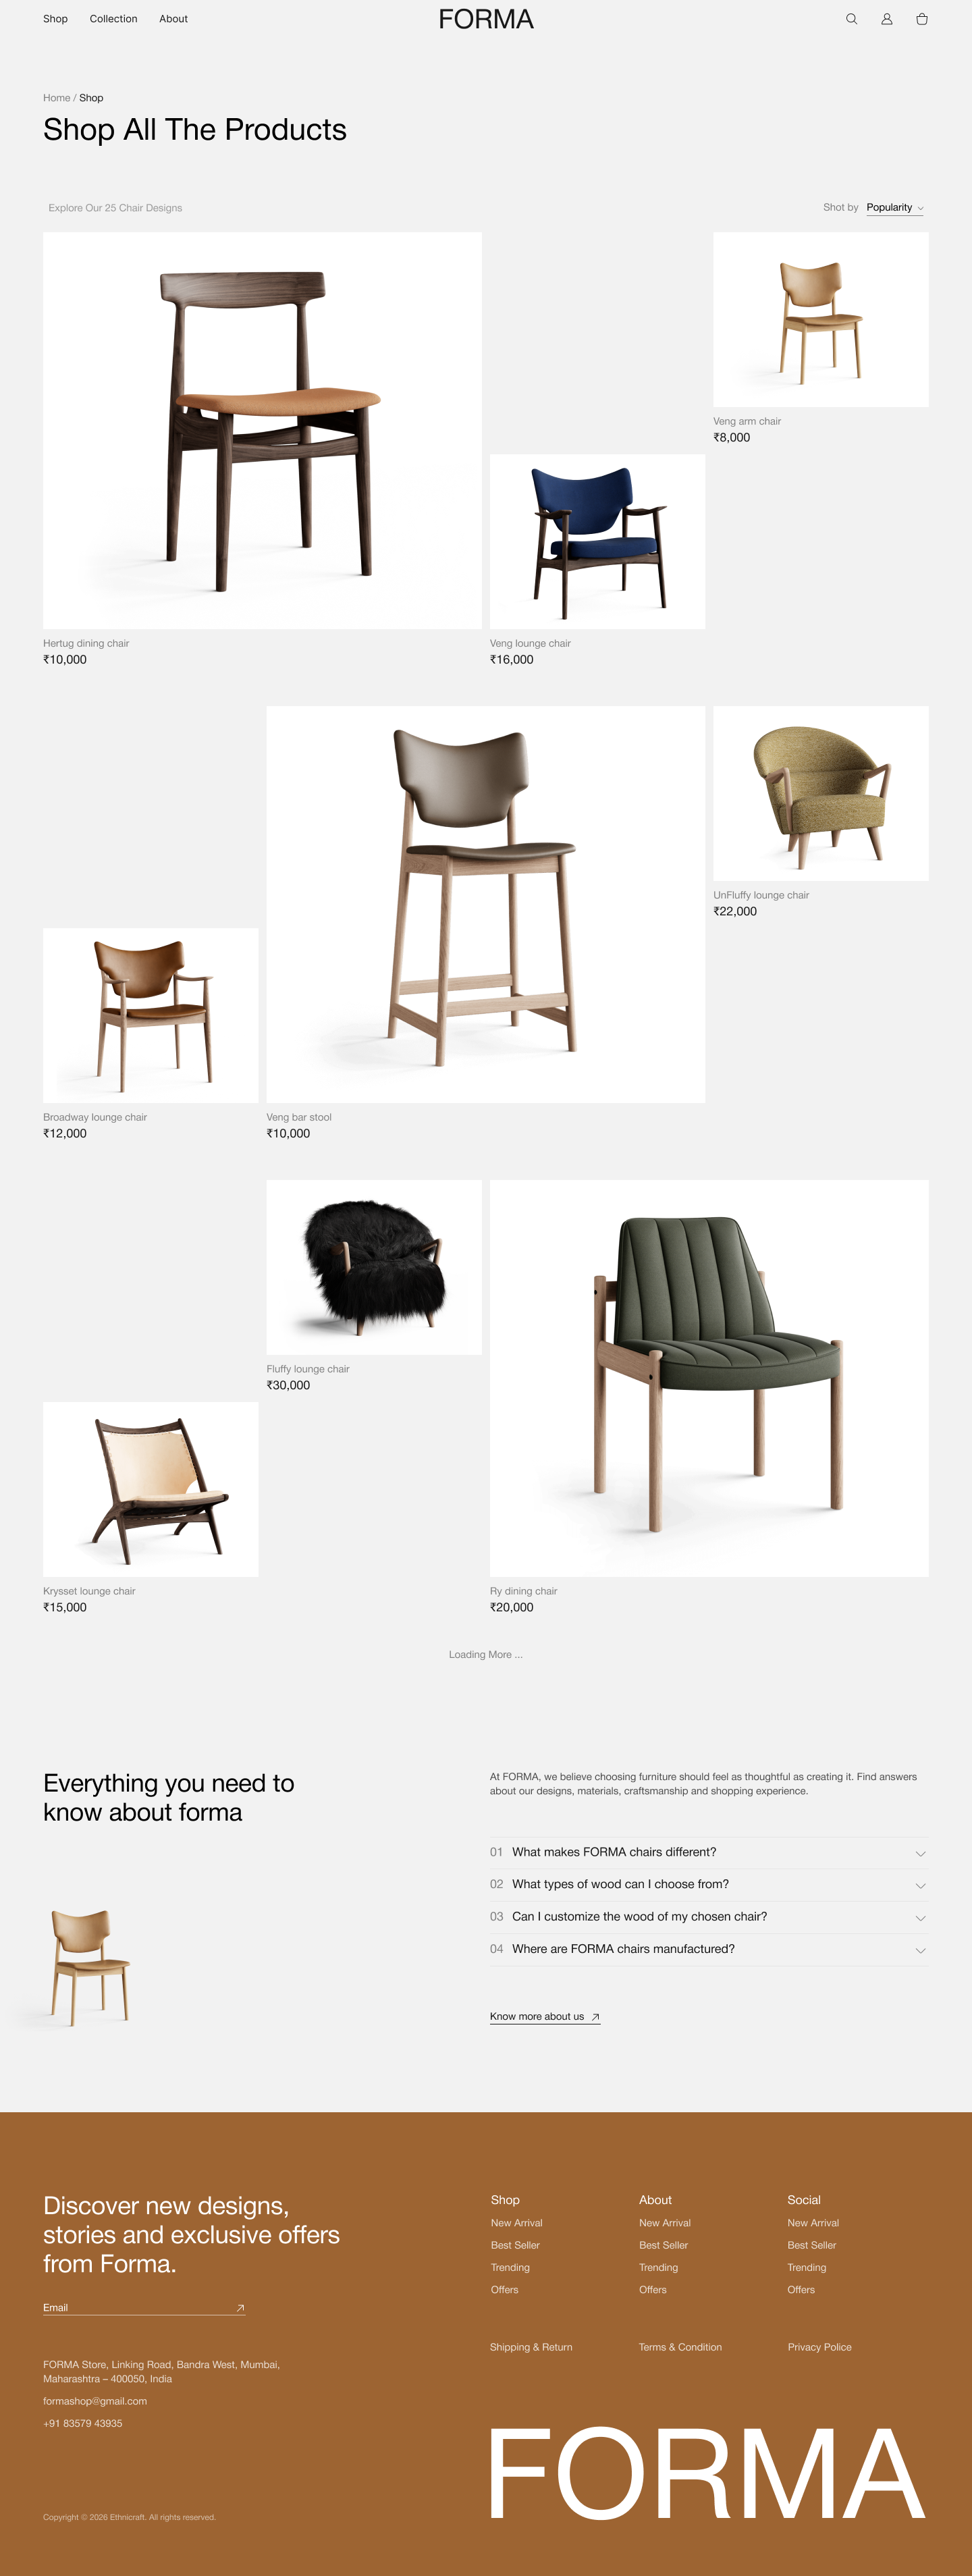 Shop Collection About FORMA
Home / Shop
Shop All The Products
Explore Our 25 Chair Designs
Shot by Popularity
Veng arm chair
₹8,000
Hertug dining chair
₹10,000
Veng lounge chair
₹16,000
UnFluffy lounge chair
₹22,000
Broadway lounge chair
₹12,000
Veng bar stool
₹10,000
Fluffy lounge chair
₹30,000
Krysset lounge chair
₹15,000
Ry dining chair
₹20,000
Loading More ...
Everything you need to
know about forma
At FORMA, we believe choosing furniture should feel as thoughtful as creating it. Find answers
about our designs, materials, craftsmanship and shopping experience.
01 What makes FORMA chairs different?
02 What types of wood can I choose from?
03 Can I customize the wood of my chosen chair?
04 Where are FORMA chairs manufactured?
Know more about us
Discover new designs,
stories and exclusive offers
from Forma.
Email
FORMA Store, Linking Road, Bandra West, Mumbai,
Maharashtra – 400050, India
formashop@gmail.com
+91 83579 43935
Copyright © 2026 Ethnicraft. All rights reserved.
Shop
New Arrival
Best Seller
Trending
Offers
About
New Arrival
Best Seller
Trending
Offers
Social
New Arrival
Best Seller
Trending
Offers
Shipping & Return
Terms & Condition
Privacy Police
FORMA